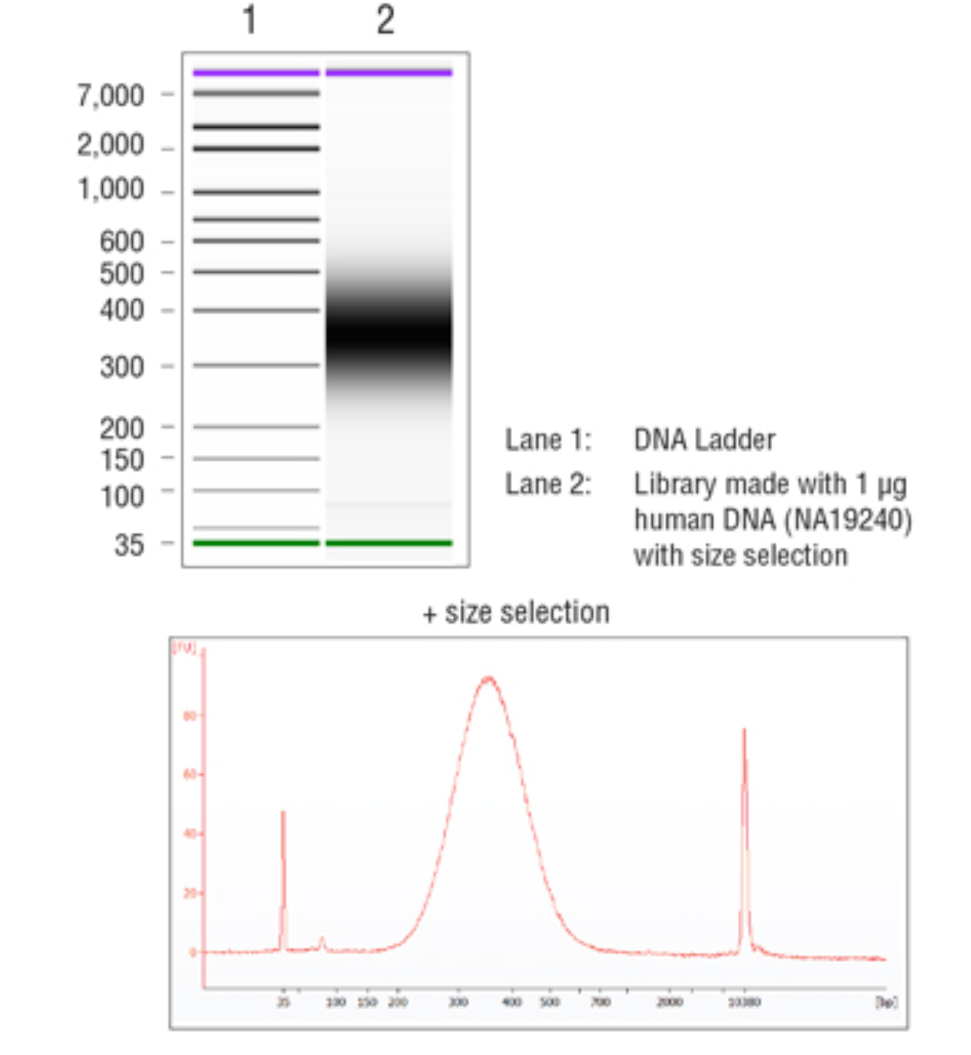 1 2
7,000
2,000
1,000
600
500
400
300
200
150
100
35
Lane 1: DNA Ladder
Lane 2: Library made with 1 µg
human DNA (NA19240)
with size selection
+ size selection
[FU]
80
60
40
20
0
35 100 150 200 300 400 500 700 2000 10380 [bp]